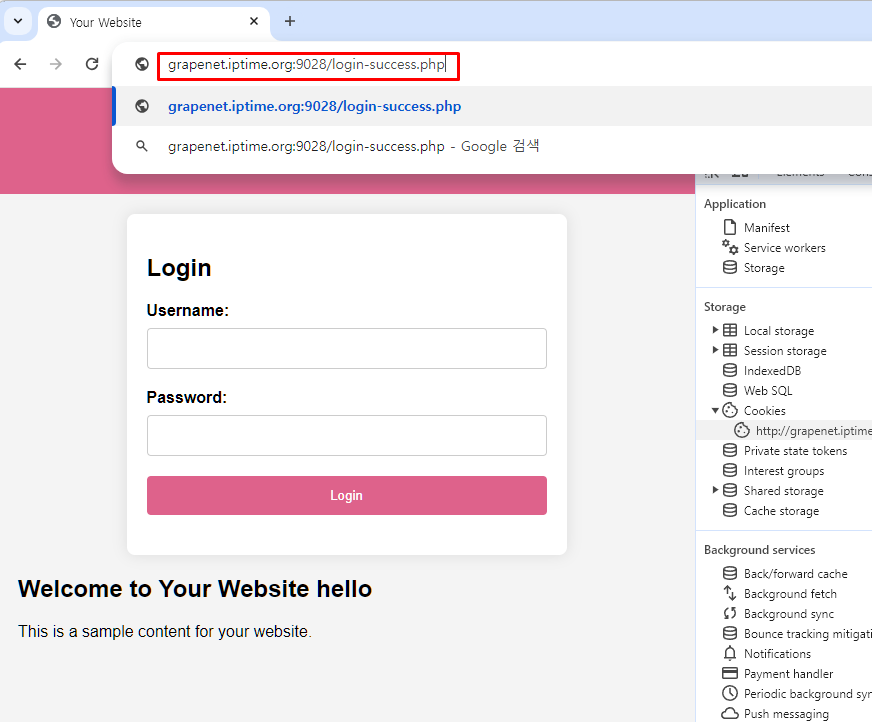 Your Website
grapenet.iptime.org:9028/login-success.php
grapenet.iptime.org:9028/login-success.php
grapenet.iptime.org:9028/login-success.php - Google 검색
Login
Username:
Password:
Login
Welcome to Your Website hello
This is a sample content for your website.
Elements
Application
Manifest
Service workers
Storage
Storage
Local storage
Session storage
IndexedDB
Web SQL
Cookies
http://grapenet.iptime
Private state tokens
Interest groups
Shared storage
Cache storage
Background services
Back/forward cache
Background fetch
Background sync
Bounce tracking mitigati
Notifications
Payment handler
Periodic background syn
Push messaging